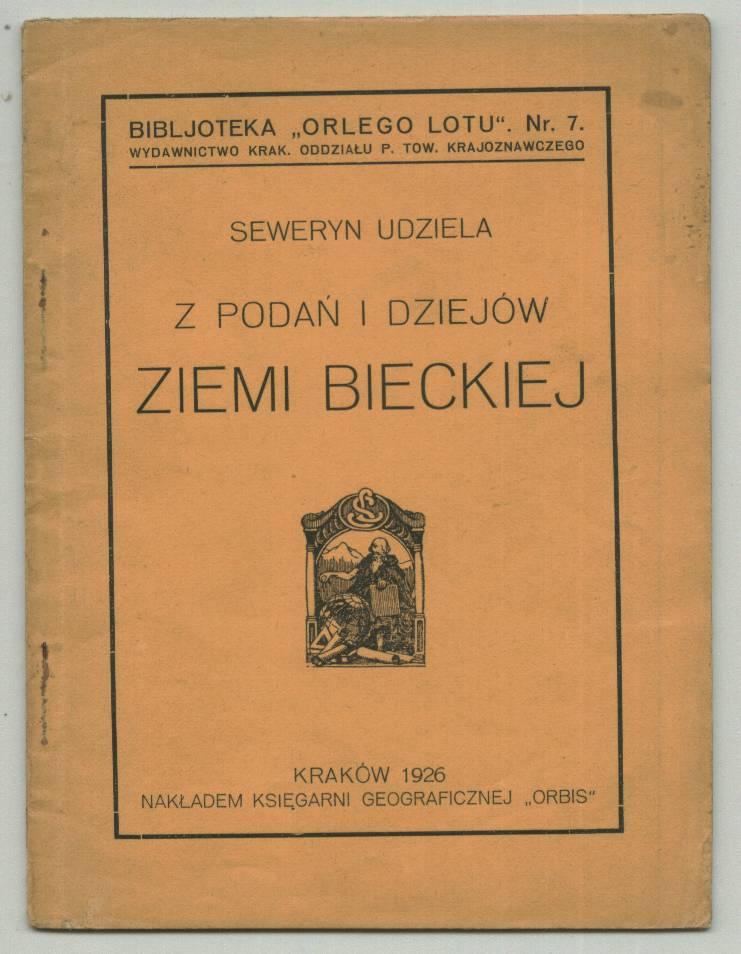 BIBLJOTEKA „ORLEGO LOTU“. Nr. 7.
WYDAWNICTWO KRAK. ODDZIAŁU P. TOW. KRAJOZNAWCZEGO
SEWERYN UDZIELA
Z PODAŃ I DZIEJÓW
ZIEMI BIECKIEJ
KRAKÓW 1926
NAKŁADEM KSIĘGARNI GEOGRAFICZNEJ „ORBIS“